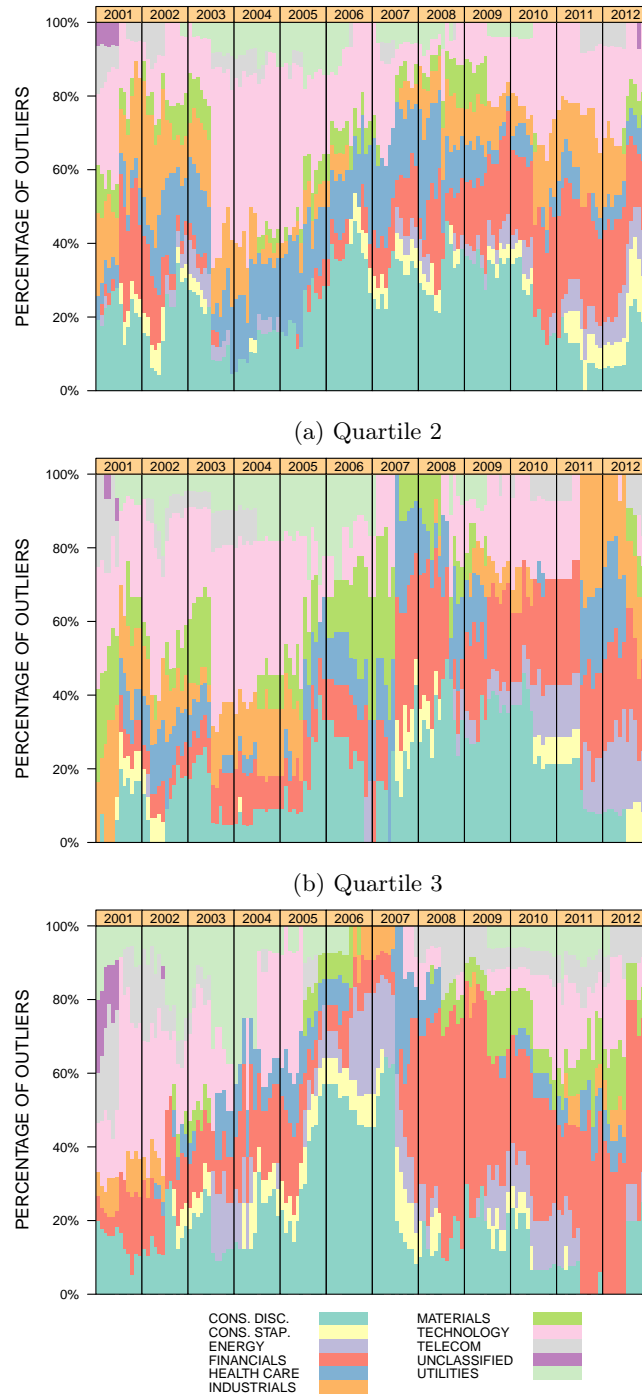 2001 2002 2003 2004 2005 2006 2007 2008 2009 2010 2011 2012
100%
80%
60%
40%
20%
0%
PERCENTAGE OF OUTLIERS
(a) Quartile 2
2001 2002 2003 2004 2005 2006 2007 2008 2009 2010 2011 2012
100%
80%
60%
40%
20%
0%
PERCENTAGE OF OUTLIERS
(b) Quartile 3
2001 2002 2003 2004 2005 2006 2007 2008 2009 2010 2011 2012
100%
80%
60%
40%
20%
0%
PERCENTAGE OF OUTLIERS
CONS. DISC. MATERIALS
CONS. STAP. TECHNOLOGY
ENERGY TELECOM
FINANCIALS UNCLASSIFIED
HEALTH CARE UTILITIES
INDUSTRIALS